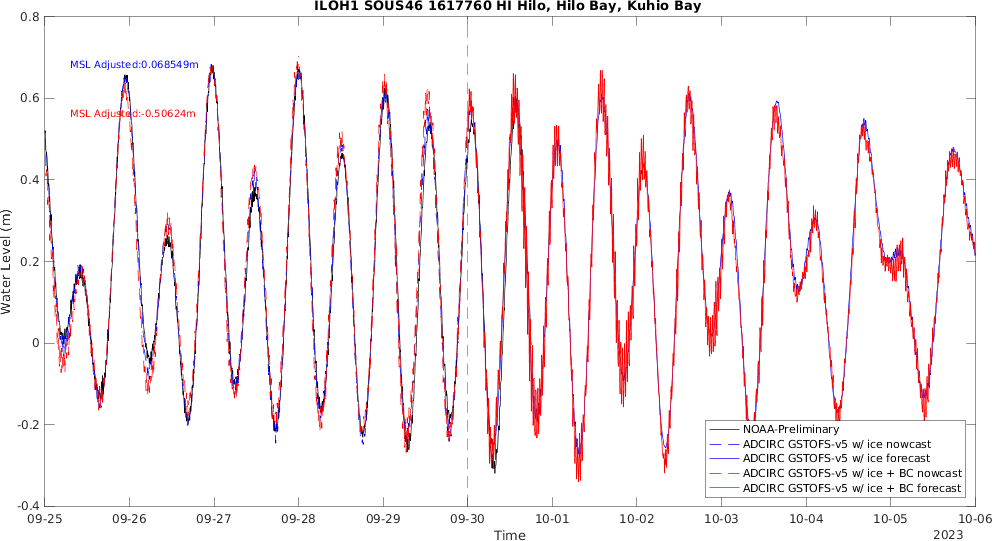 ILOH1 SOUS46 1617760 HI Hilo, Hilo Bay, Kuhio Bay
0.8
0.6
0.4
0.2
0
-0.2
-0.4
Water Level (m)
MSL Adjusted:0.068549m
MSL Adjusted:-0.50624m
NOAA-Preliminary
ADCIRC GSTOFS-v5 w/ ice nowcast
ADCIRC GSTOFS-v5 w/ ice forecast
ADCIRC GSTOFS-v5 w/ ice + BC nowcast
ADCIRC GSTOFS-v5 w/ ice + BC forecast
09-25 09-26 09-27 09-28 09-29 09-30 10-01 10-02 10-03 10-04 10-05 10-06
Time
2023